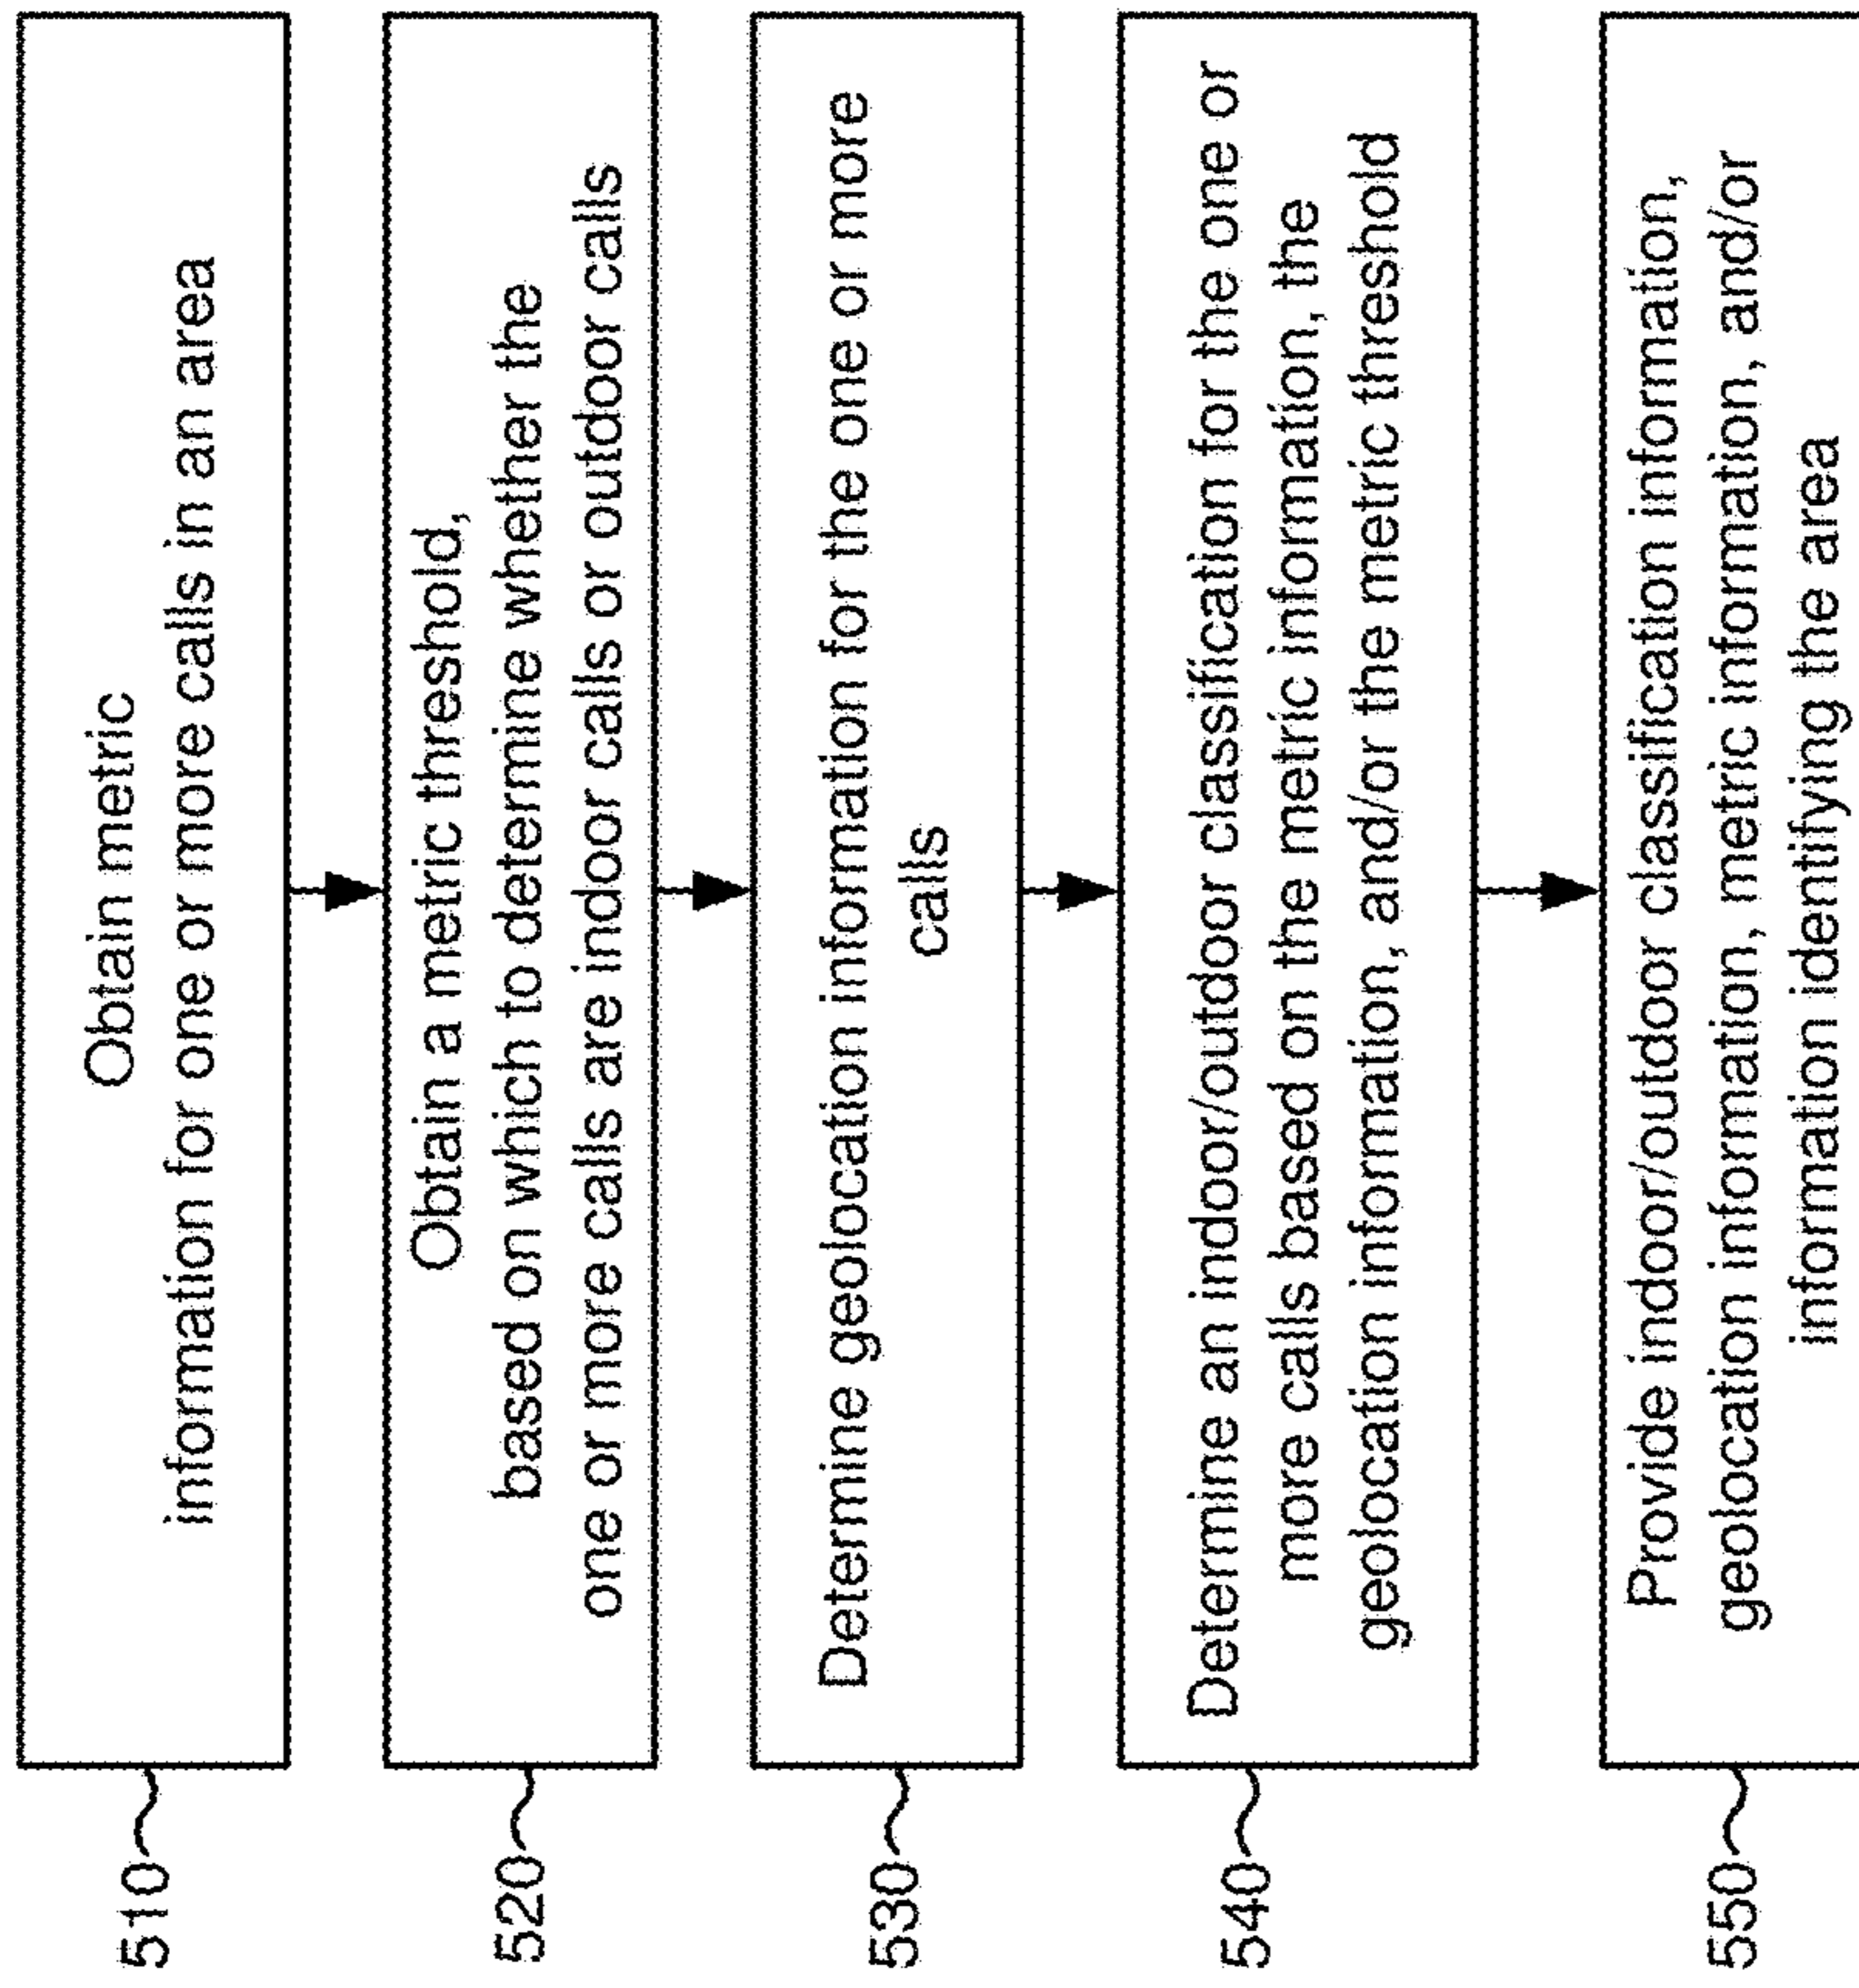 510
Obtain metric
information for one or more calls in an area
520
Obtain a metric threshold,
based on which to determine whether the
one or more calls are indoor calls or outdoor calls
530
Determine geolocation information for the one or more
calls
540
Determine an indoor/outdoor classification for the one or
more calls based on the metric information, the
geolocation information, and/or the metric threshold
550
Provide indoor/outdoor classification information,
geolocation information, metric information, and/or
information identifying the area